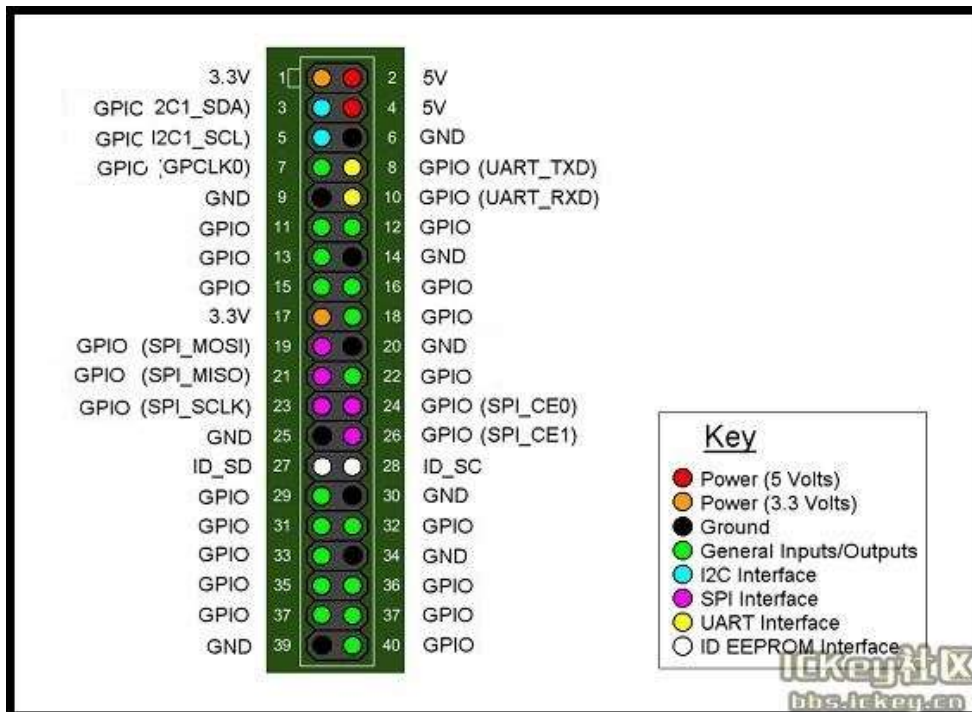 3.3V 1 2 5V
GPIC 2C1_SDA) 3 4 5V
GPIC I2C1_SCL) 5 6 GND
GPIO (GPCLK0) 7 8 GPIO (UART_TXD)
GND 9 10 GPIO (UART_RXD)
GPIO 11 12 GPIO
GPIO 13 14 GND
GPIO 15 16 GPIO
3.3V 17 18 GPIO
GPIO (SPI_MOSI) 19 20 GND
GPIO (SPI_MISO) 21 22 GPIO
GPIO (SPI_SCLK) 23 24 GPIO (SPI_CE0)
GND 25 26 GPIO (SPI_CE1)
ID_SD 27 28 ID_SC
GPIO 29 30 GND
GPIO 31 32 GPIO
GPIO 33 34 GND
GPIO 35 36 GPIO
GPIO 37 37 GPIO
GND 39 40 GPIO
Key
Power (5 Volts)
Power (3.3 Volts)
Ground
General Inputs/Outputs
I2C Interface
SPI Interface
UART Interface
ID EEPROM Interface
ICkey社区
bbs.ickey.cn